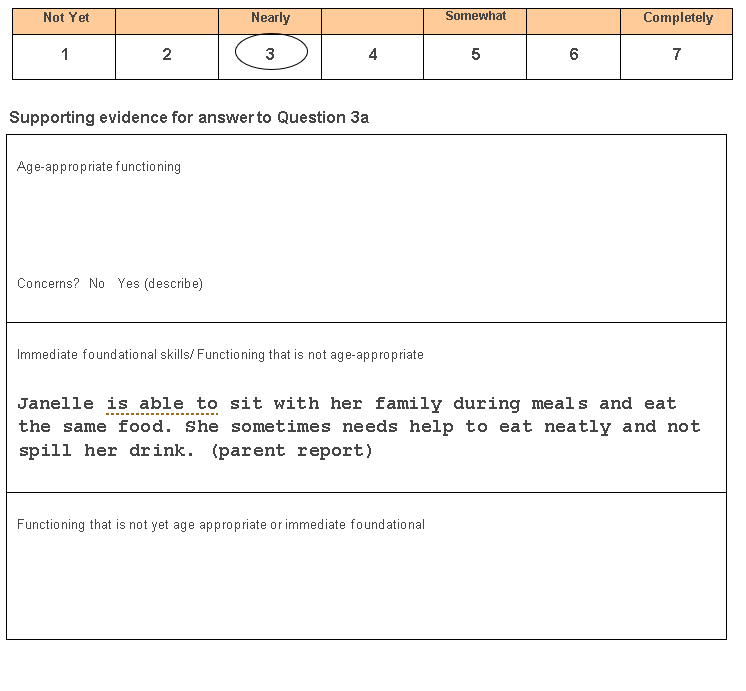 Not Yet Nearly Somewhat Completely
1 2 3 4 5 6 7
Supporting evidence for answer to Question 3a
Age-appropriate functioning
Concerns? No Yes (describe)
Immediate foundational skills/ Functioning that is not age-appropriate
Janelle is able to sit with her family during meals and eat
the same food. She sometimes needs help to eat neatly and not
spill her drink. (parent report)
Functioning that is not yet age appropriate or immediate foundational